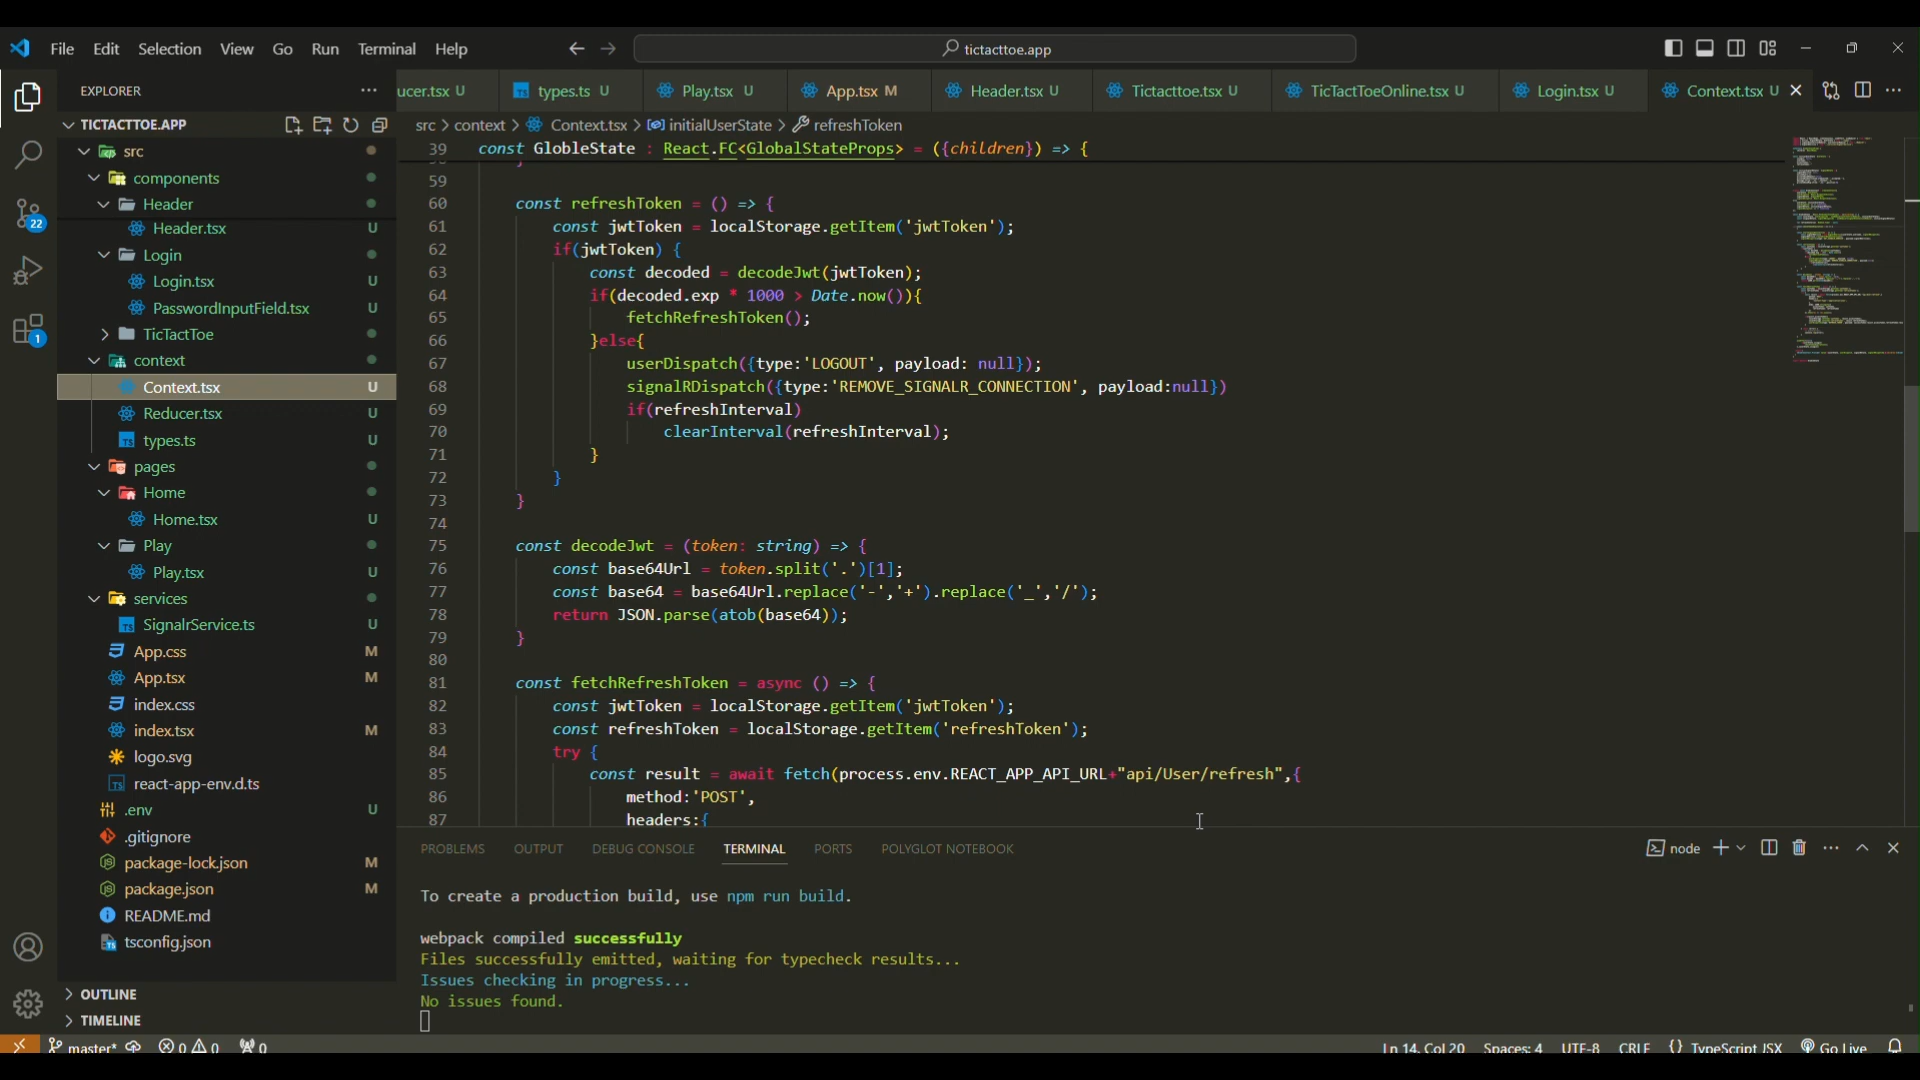 File Edit Selection View Go Run Terminal Help
tictacttoe.app
EXPLORER
ucer.tsx U types.ts U Play.tsx U App.tsx M Header.tsx U Tictacttoe.tsx U TicTactToeOnline.tsx U Login.tsx U Context.tsx U
TICTACTTOE.APP
src > context > Context.tsx > initialUserState > refreshToken
src
components
Header
Header.tsx U
Login
Login.tsx U
PasswordInputField.tsx U
TicTactToe
context
Context.tsx U
Reducer.tsx U
TS types.ts U
pages
Home
Home.tsx U
Play
Play.tsx U
services
TS SignalrService.ts U
App.css M
App.tsx M
index.css
index.tsx M
logo.svg
TS react-app-env.d.ts
.env U
.gitignore
package-lock.json M
package.json M
README.md
tsconfig.json
OUTLINE
TIMELINE
22
1
39 const GlobleState : React.FC<GlobalStateProps> = ({children}) => {
59
60 const refreshToken = () => {
61 const jwtToken = localStorage.getItem('jwtToken');
62 if(jwtToken) {
63 const decoded = decodeJwt(jwtToken);
64 if(decoded.exp * 1000 > Date.now()){
65 fetchRefreshToken();
66 }else{
67 userDispatch({type:'LOGOUT', payload: null});
68 signalRDispatch({type:'REMOVE_SIGNALR_CONNECTION', payload:null})
69 if(refreshInterval)
70 clearInterval(refreshInterval);
71 }
72 }
73 }
74
75 const decodeJwt = (token: string) => {
76 const base64Url = token.split('.')[1];
77 const base64 = base64Url.replace('-','+').replace('_','/');
78 return JSON.parse(atob(base64));
79 }
80
81 const fetchRefreshToken = async () => {
82 const jwtToken = localStorage.getItem('jwtToken');
83 const refreshToken = localStorage.getItem('refreshToken');
84 try {
85 const result = await fetch(process.env.REACT_APP_API_URL+"api/User/refresh",{
86 method:'POST',
87 headers:{
PROBLEMS OUTPUT DEBUG CONSOLE TERMINAL PORTS POLYGLOT NOTEBOOK
node
To create a production build, use npm run build.
webpack compiled successfully
Files successfully emitted, waiting for typecheck results...
Issues checking in progress...
No issues found.
master* 0 0 0 Ln 14, Col 20 Spaces: 4 UTF-8 CRLF {} TypeScript JSX Go Live